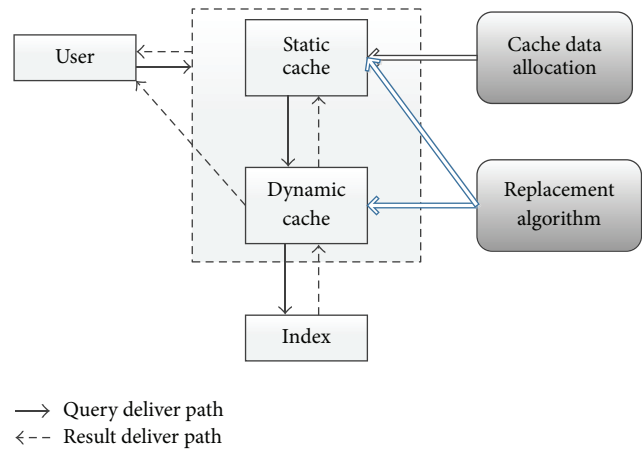 User
Static
cache
Cache data
allocation
Dynamic
cache
Replacement
algorithm
Index
Query deliver path
Result deliver path